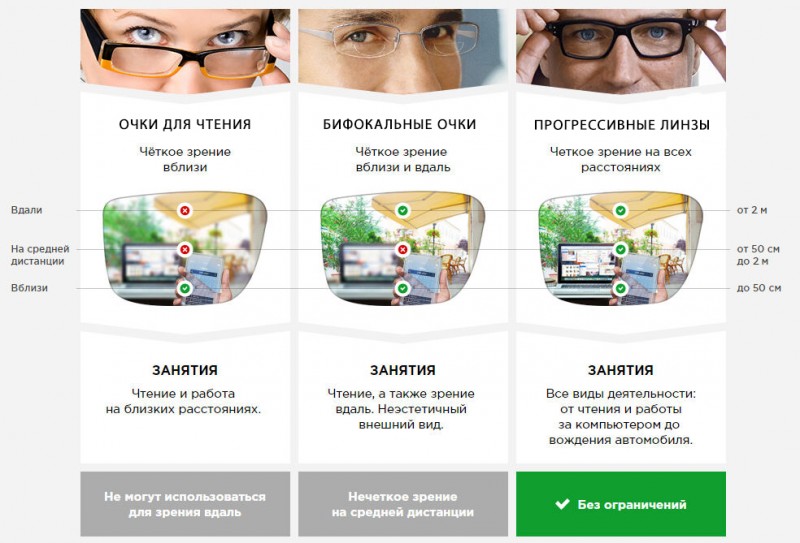 ОЧКИ ДЛЯ ЧТЕНИЯ
Чёткое зрение
вблизи
БИФОКАЛЬНЫЕ ОЧКИ
Чёткое зрение
вблизи и вдаль
ПРОГРЕССИВНЫЕ ЛИНЗЫ
Четкое зрение на всех
расстояниях
Вдали
от 2 м
На средней
дистанции
от 50 см
до 2 м
Вблизи
до 50 см
ЗАНЯТИЯ
Чтение и работа
на близких расстояниях.
ЗАНЯТИЯ
Чтение, а также зрение
вдаль. Неэстетичный
внешний вид.
ЗАНЯТИЯ
Все виды деятельности:
от чтения и работы
за компьютером до
вождения автомобиля.
Не могут использоваться
для зрения вдаль
Нечеткое зрение
на средней дистанции
Без ограничений